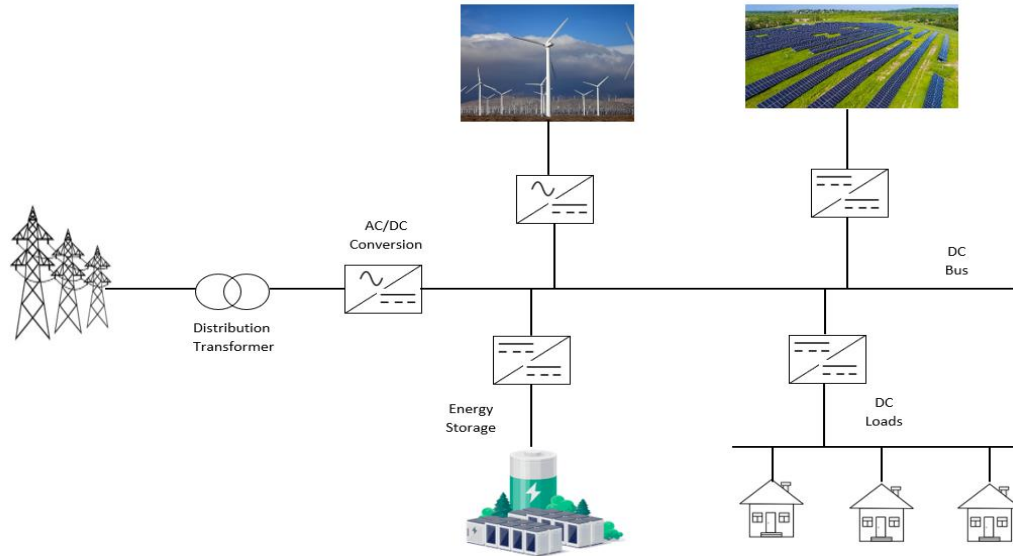 AC/DC
Conversion
DC
Bus
Distribution
Transformer
Energy
Storage
DC
Loads